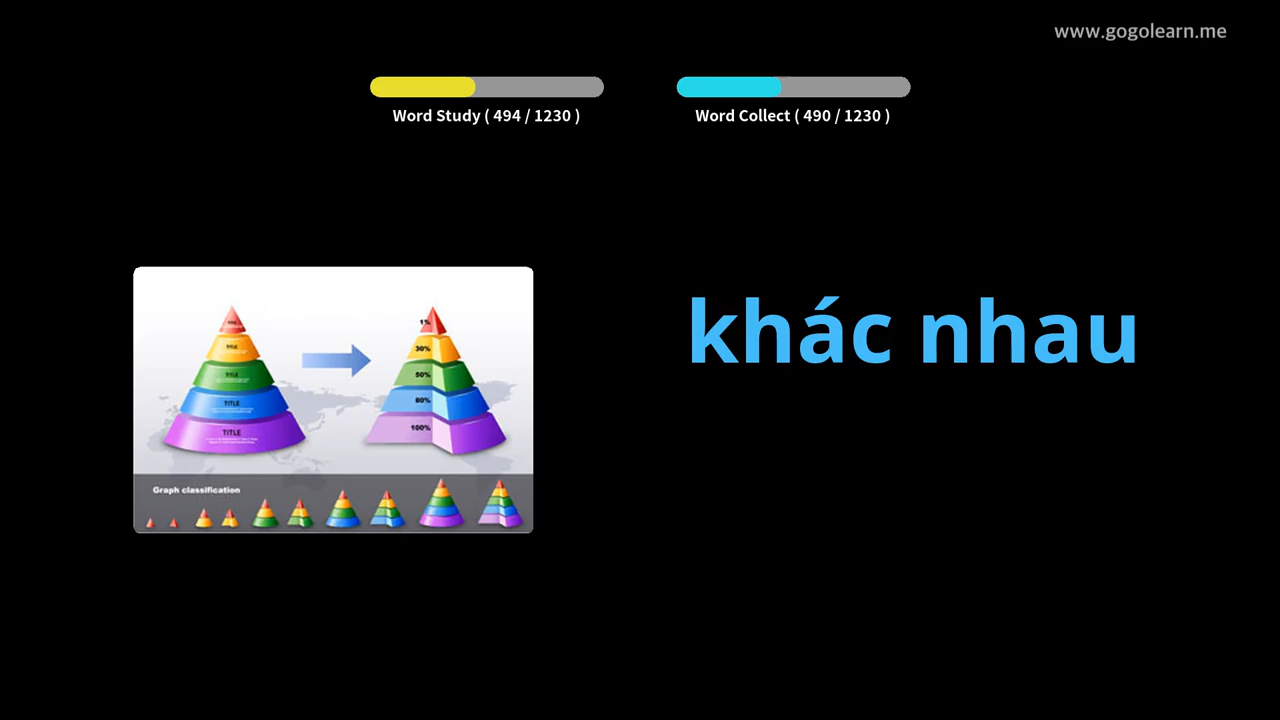 www.gogolearn.me
Word Study ( 494 / 1230 )
Word Collect ( 490 / 1230 )
khác nhau
TITLE
TITLE
TITLE
TITLE
1%
30%
50%
80%
100%
Graph classification